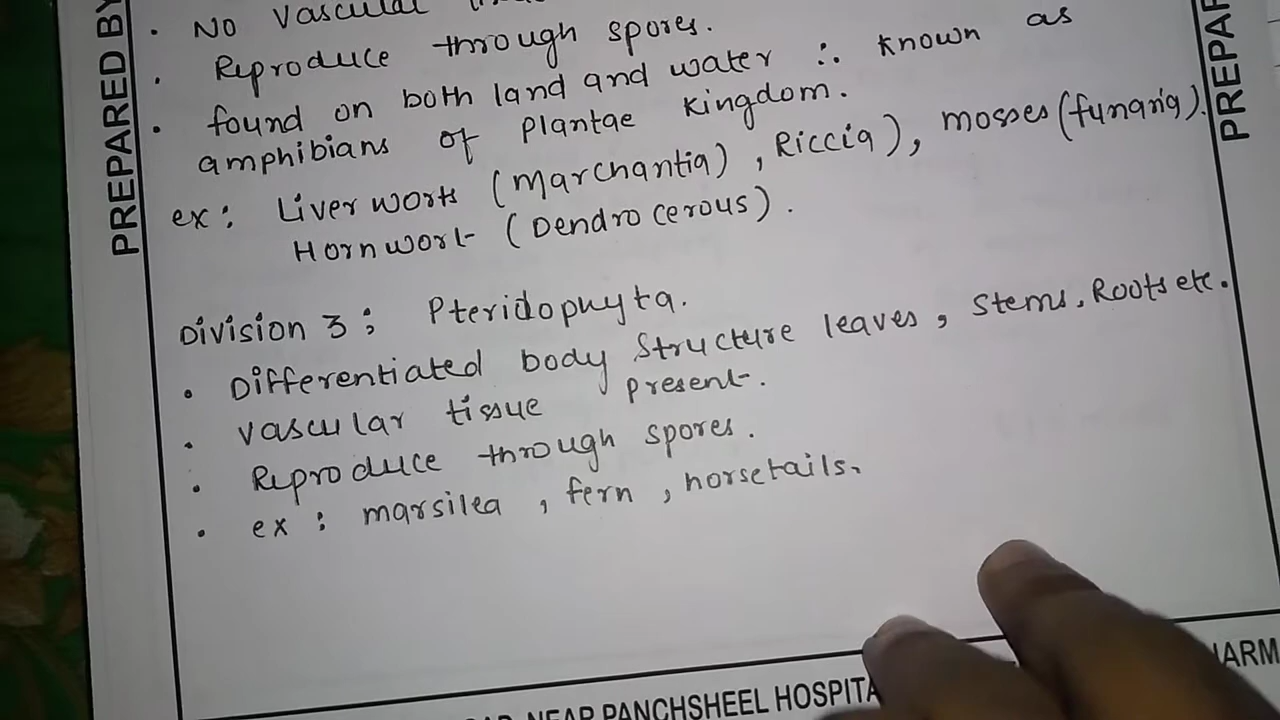 • No vascular
• Reproduce through spores.
• found on both land and water ∴ known as
amphibians of plantae kingdom.
ex: Liver worts (marchantia), Riccia), mosses (funaria).
Hornwort (Dendro cerous).
Division 3: Pteridophyta.
• Differentiated body structure leaves, stems, Roots etc.
• vascular tissue present.
• Reproduce through spores.
• ex: marsilea, fern, horsetails.
PREPARED BY
PREPAR
NEAR PANCHSHEEL HOSPITA